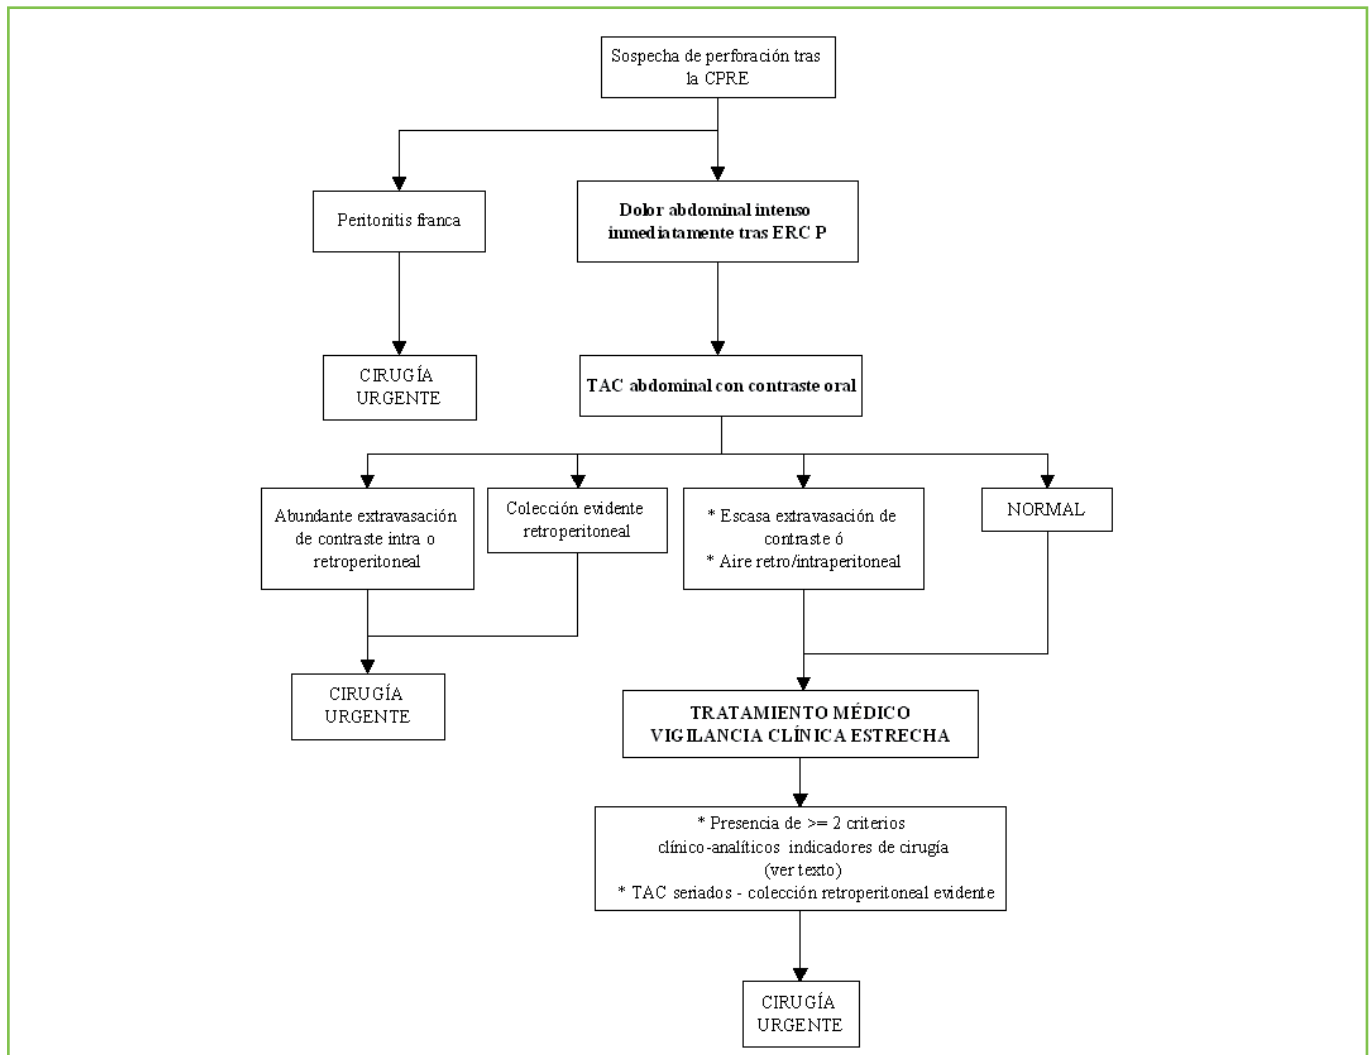 Sospecha de perforación tras
la CPRE
Peritonitis franca
Dolor abdominal intenso
inmediatamente tras ERC P
CIRUGÍA
URGENTE
TAC abdominal con contraste oral
Abundante extravasación
de contraste intra o
retroperitoneal
Colección evidente
retroperitoneal
* Escasa extravasación de
contraste ó
* Aire retro/intraperitoneal
NORMAL
CIRUGÍA
URGENTE
TRATAMIENTO MÉDICO
VIGILANCIA CLÍNICA ESTRECHA
* Presencia de >= 2 criterios
clínico-analíticos indicadores de cirugía
(ver texto)
* TAC seriados - colección retroperitoneal evidente
CIRUGÍA
URGENTE